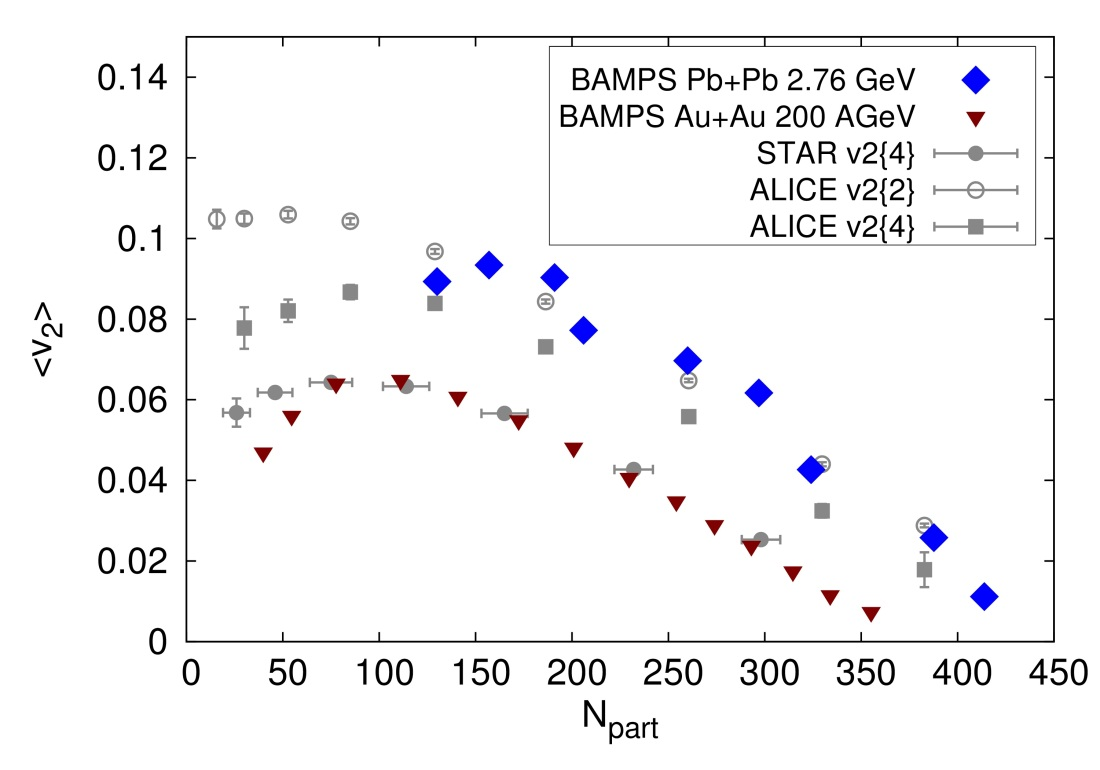 BAMPS Pb+Pb 2.76 GeV
BAMPS Au+Au 200 AGeV
STAR v2{4}
ALICE v2{2}
ALICE v2{4}
0.14
0.12
0.1
0.08
0.06
0.04
0.02
0
<v2>
0 50 100 150 200 250 300 350 400 450
Npart